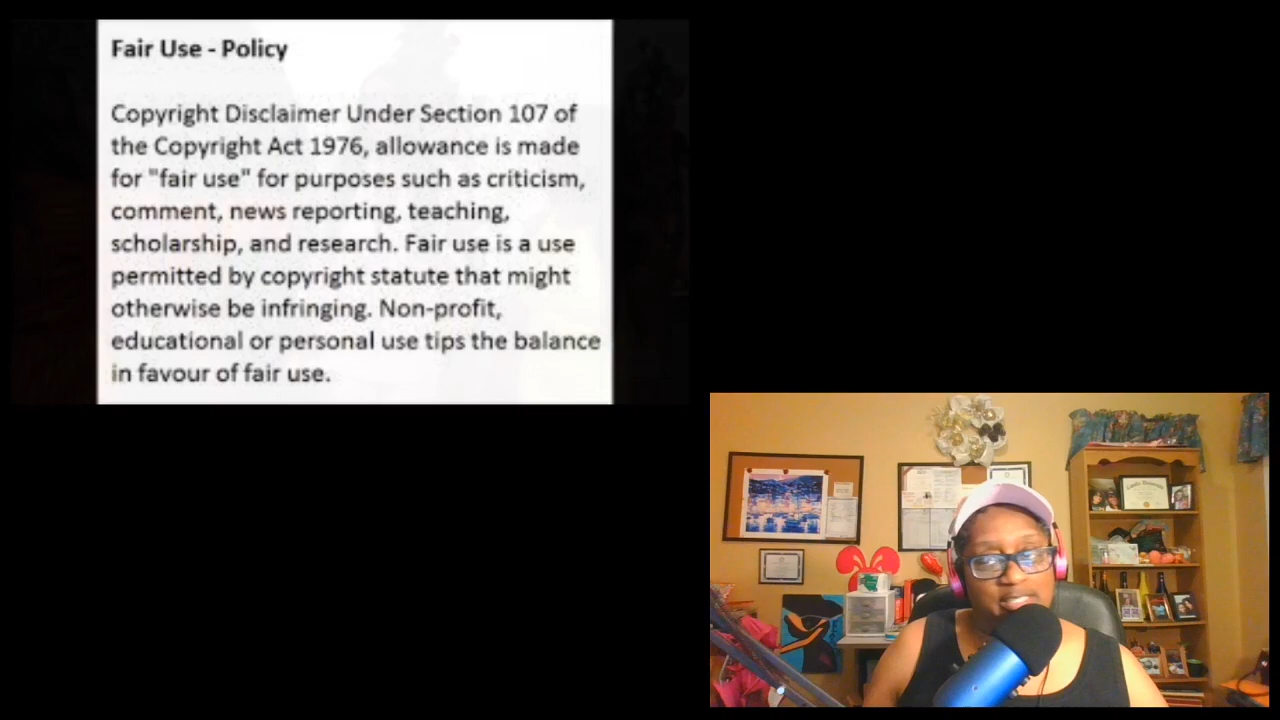 Fair Use - Policy
Copyright Disclaimer Under Section 107 of
the Copyright Act 1976, allowance is made
for "fair use" for purposes such as criticism,
comment, news reporting, teaching,
scholarship, and research. Fair use is a use
permitted by copyright statute that might
otherwise be infringing. Non-profit,
educational or personal use tips the balance
in favour of fair use.